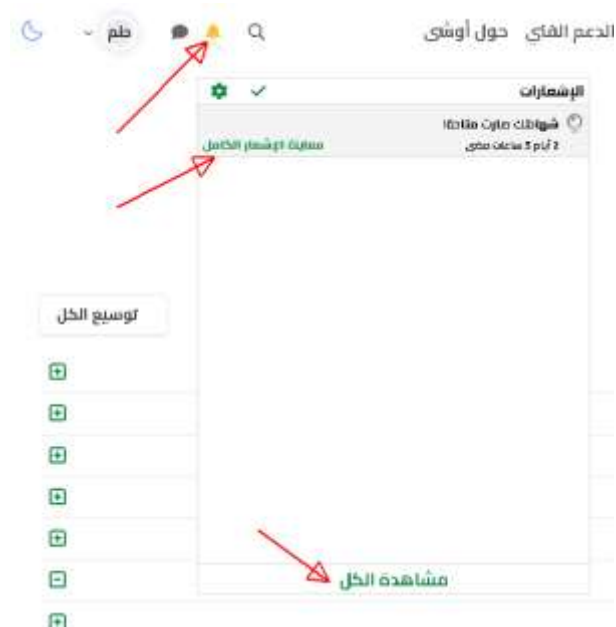 الدعم الفني حول أوشى طم
الإشعارات
شهادتك صارت متاحة!
2 أيام 5 ساعات مضى
معاينة الإشعار الكامل
توسيع الكل
مشاهدة الكل